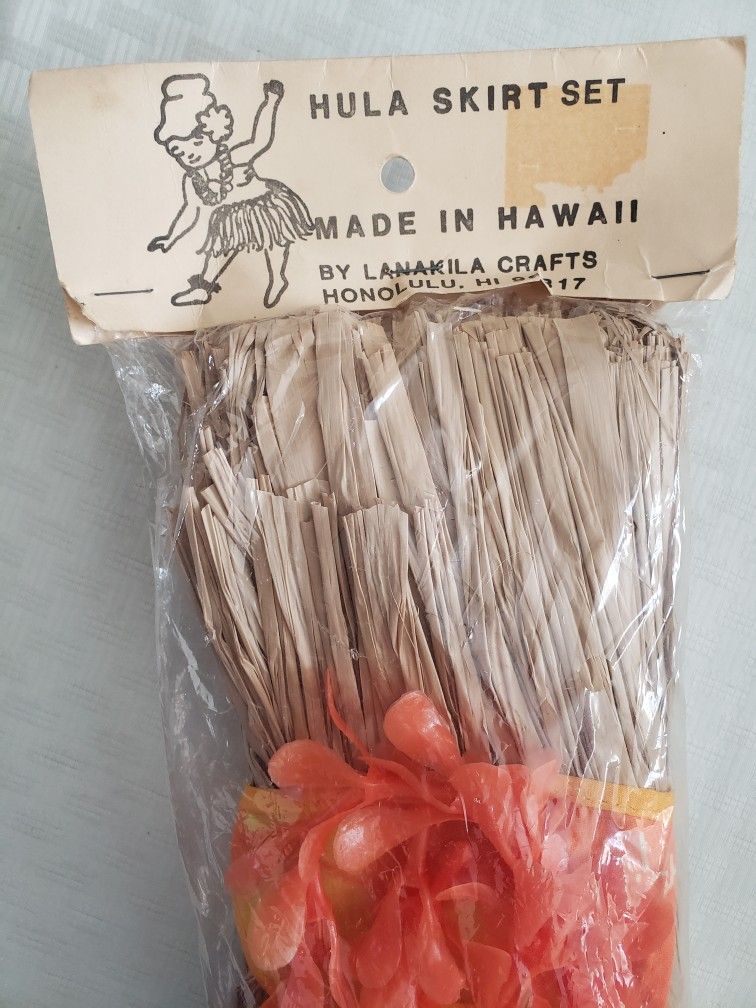 HULA SKIRT SET
MADE IN HAWAII
BY LANAKILA CRAFTS
HONOLULU, HI